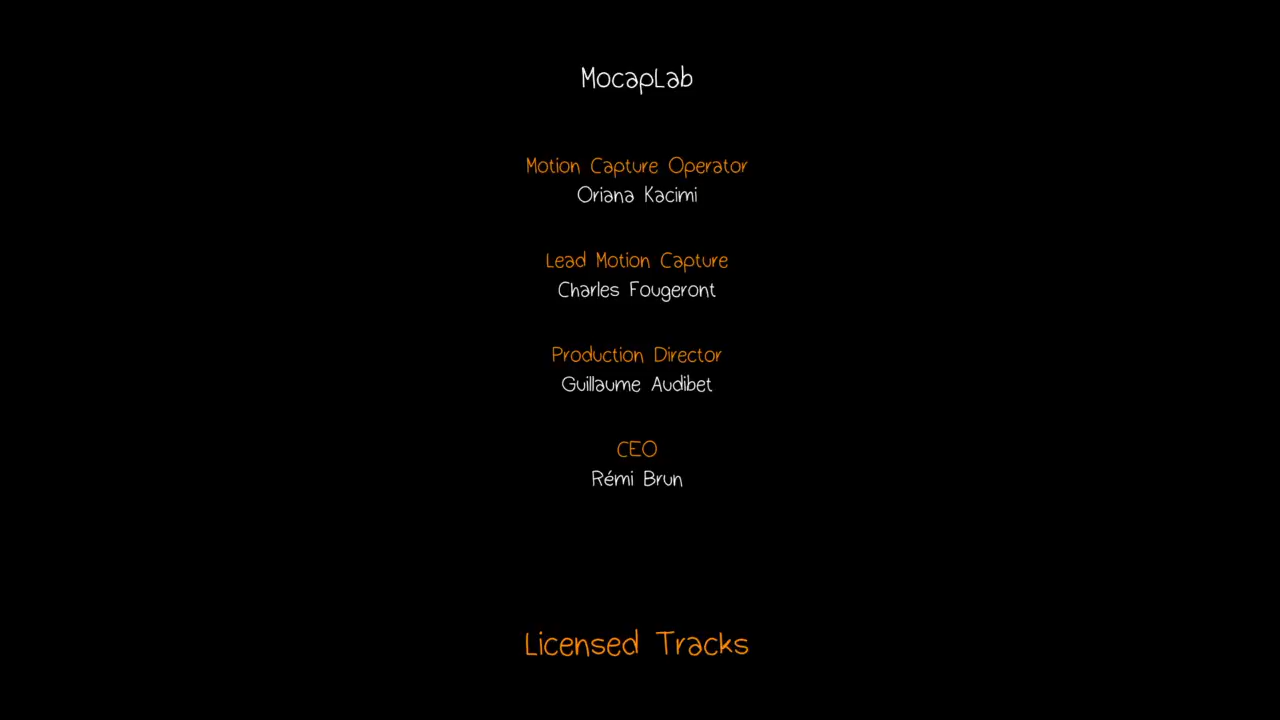 MocapLab
Motion Capture Operator
Oriana Kacimi
Lead Motion Capture
Charles Fougeront
Production Director
Guillaume Audibet
CEO
Rémi Brun
Licensed Tracks